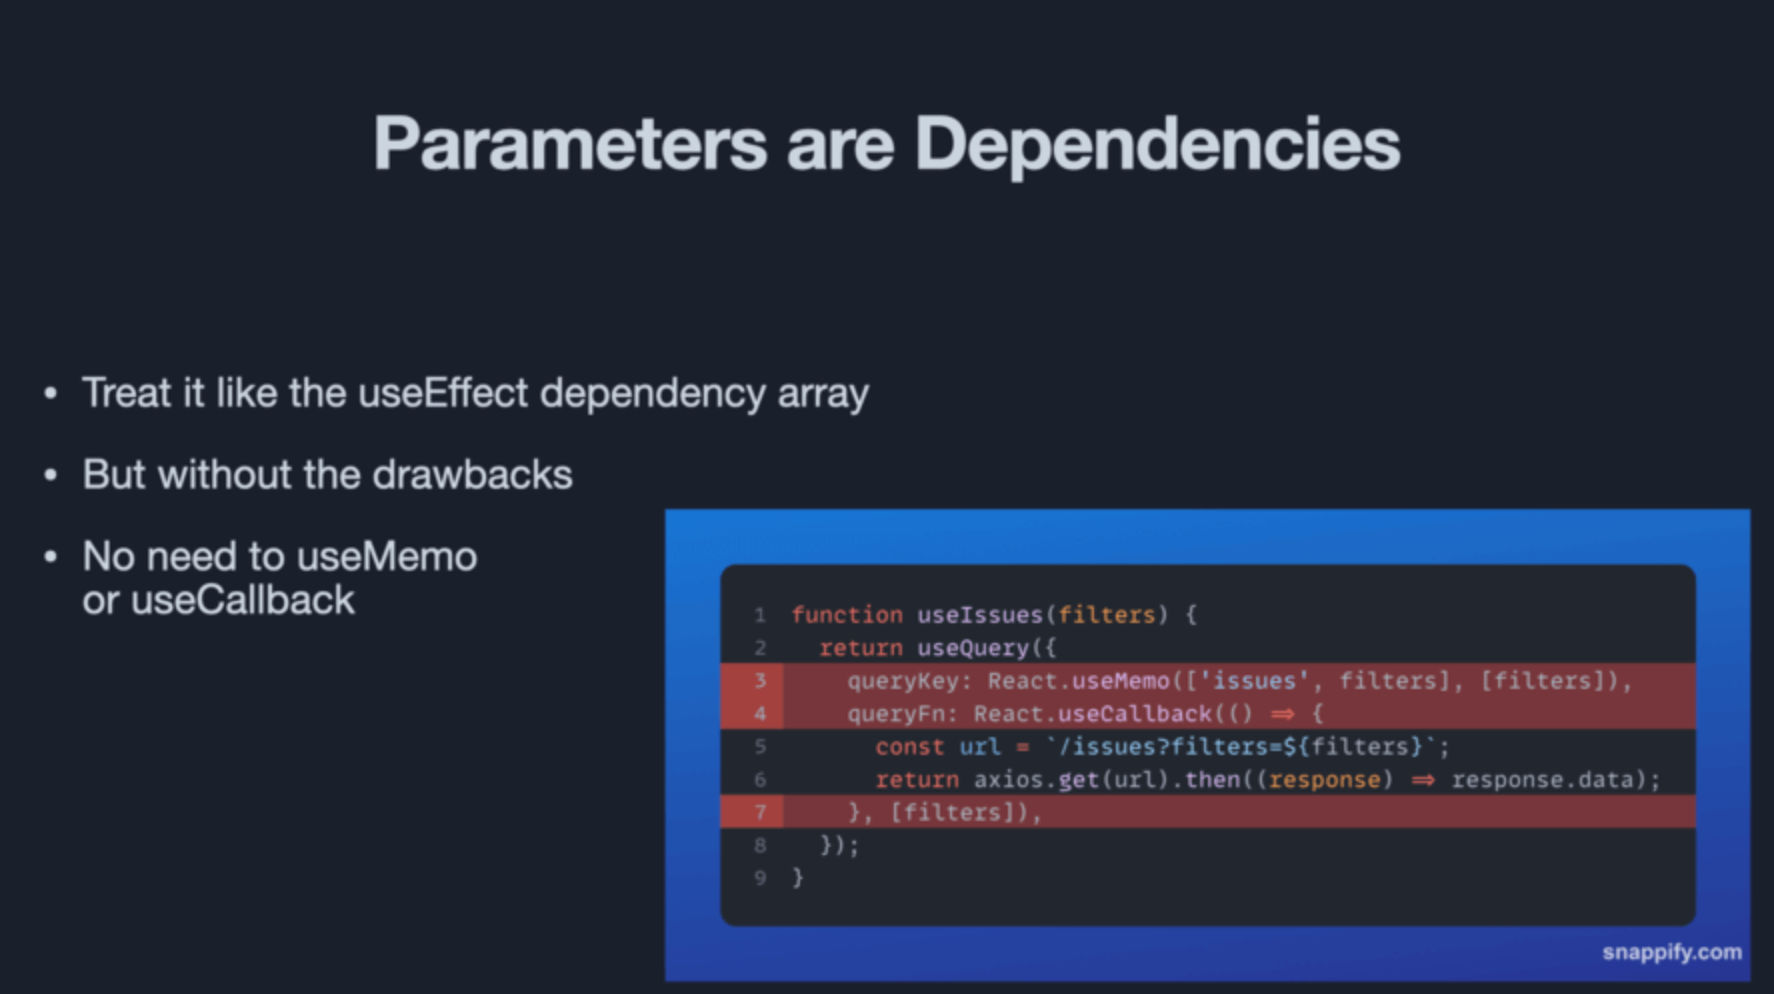 Parameters are Dependencies
• Treat it like the useEffect dependency array
• But without the drawbacks
• No need to useMemo
or useCallback
1 function useIssues(filters) {
2   return useQuery({
3     queryKey: React.useMemo(['issues', filters], [filters]),
4     queryFn: React.useCallback(() ⇒ {
5       const url = `/issues?filters=${filters}`;
6       return axios.get(url).then((response) ⇒ response.data);
7     }, [filters]),
8   });
9 }
snappify.com